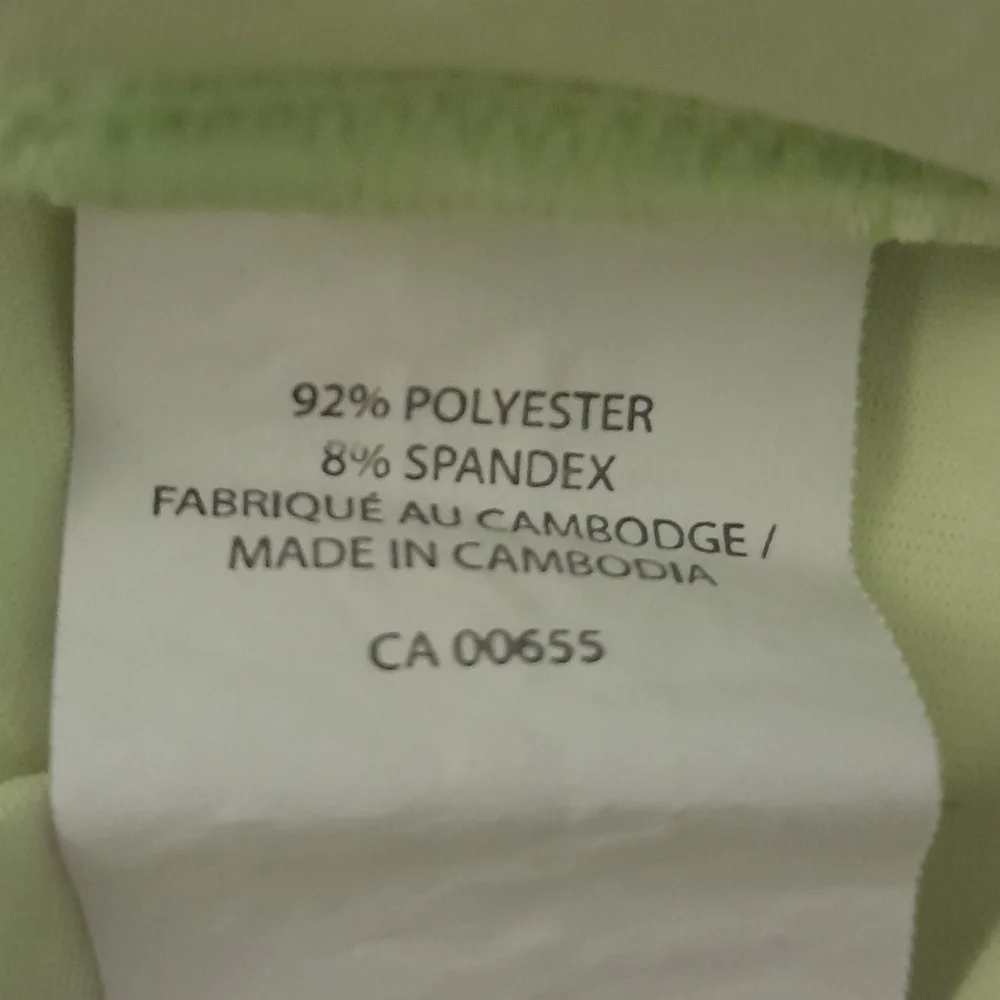 92% POLYESTER
8% SPANDEX
FABRIQUÉ AU CAMBODGE /
MADE IN CAMBODIA
CA 00655